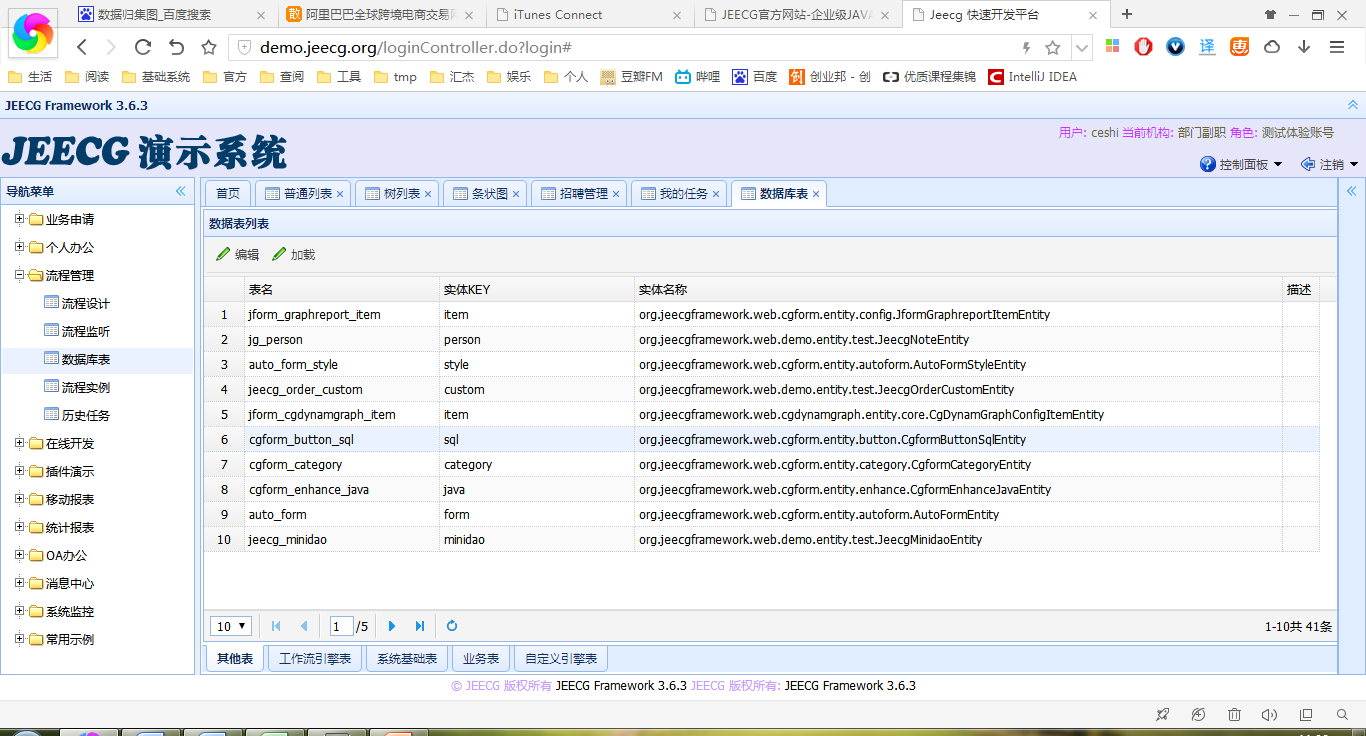 数据归集图_百度搜索
阿里巴巴全球跨境电商交易
iTunes Connect
JEECG官方网站-企业级JAVA
Jeecg 快速开发平台
demo.jeecg.org/loginController.do?login#
译 惠
生活 阅读 基础系统 官方 查阅 工具 tmp 汇杰 娱乐 个人 豆瓣FM 哔哩 百度 创业邦 - 创 优质课程集锦 IntelliJ IDEA
JEECG Framework 3.6.3
JEECG 演示系统
用户: ceshi 当前机构: 部门副职 角色: 测试体验账号
控制面板 注销
导航菜单
业务申请
个人办公
流程管理
流程设计
流程监听
数据库表
流程实例
历史任务
在线开发
插件演示
移动报表
统计报表
OA办公
消息中心
系统监控
常用示例
首页 普通列表 树列表 条状图 招聘管理 我的任务 数据库表
数据表列表
编辑 加载
表名 实体KEY 实体名称 描述
1 jform_graphreport_item item org.jeecgframework.web.cgform.entity.config.JformGraphreportItemEntity
2 jg_person person org.jeecgframework.web.demo.entity.test.JeecgNoteEntity
3 auto_form_style style org.jeecgframework.web.cgform.entity.autoform.AutoFormStyleEntity
4 jeecg_order_custom custom org.jeecgframework.web.demo.entity.test.JeecgOrderCustomEntity
5 jform_cgdynamgraph_item item org.jeecgframework.web.cgdynamgraph.entity.core.CgDynamGraphConfigItemEntity
6 cgform_button_sql sql org.jeecgframework.web.cgform.entity.button.CgformButtonSqlEntity
7 cgform_category category org.jeecgframework.web.cgform.entity.category.CgformCategoryEntity
8 cgform_enhance_java java org.jeecgframework.web.cgform.entity.enhance.CgformEnhanceJavaEntity
9 auto_form form org.jeecgframework.web.cgform.entity.autoform.AutoFormEntity
10 jeecg_minidao minidao org.jeecgframework.web.demo.entity.test.JeecgMinidaoEntity
10 1 /5 1-10共 41条
其他表 工作流引擎表 系统基础表 业务表 自定义引擎表
© JEECG 版权所有 JEECG Framework 3.6.3 JEECG 版权所有: JEECG Framework 3.6.3